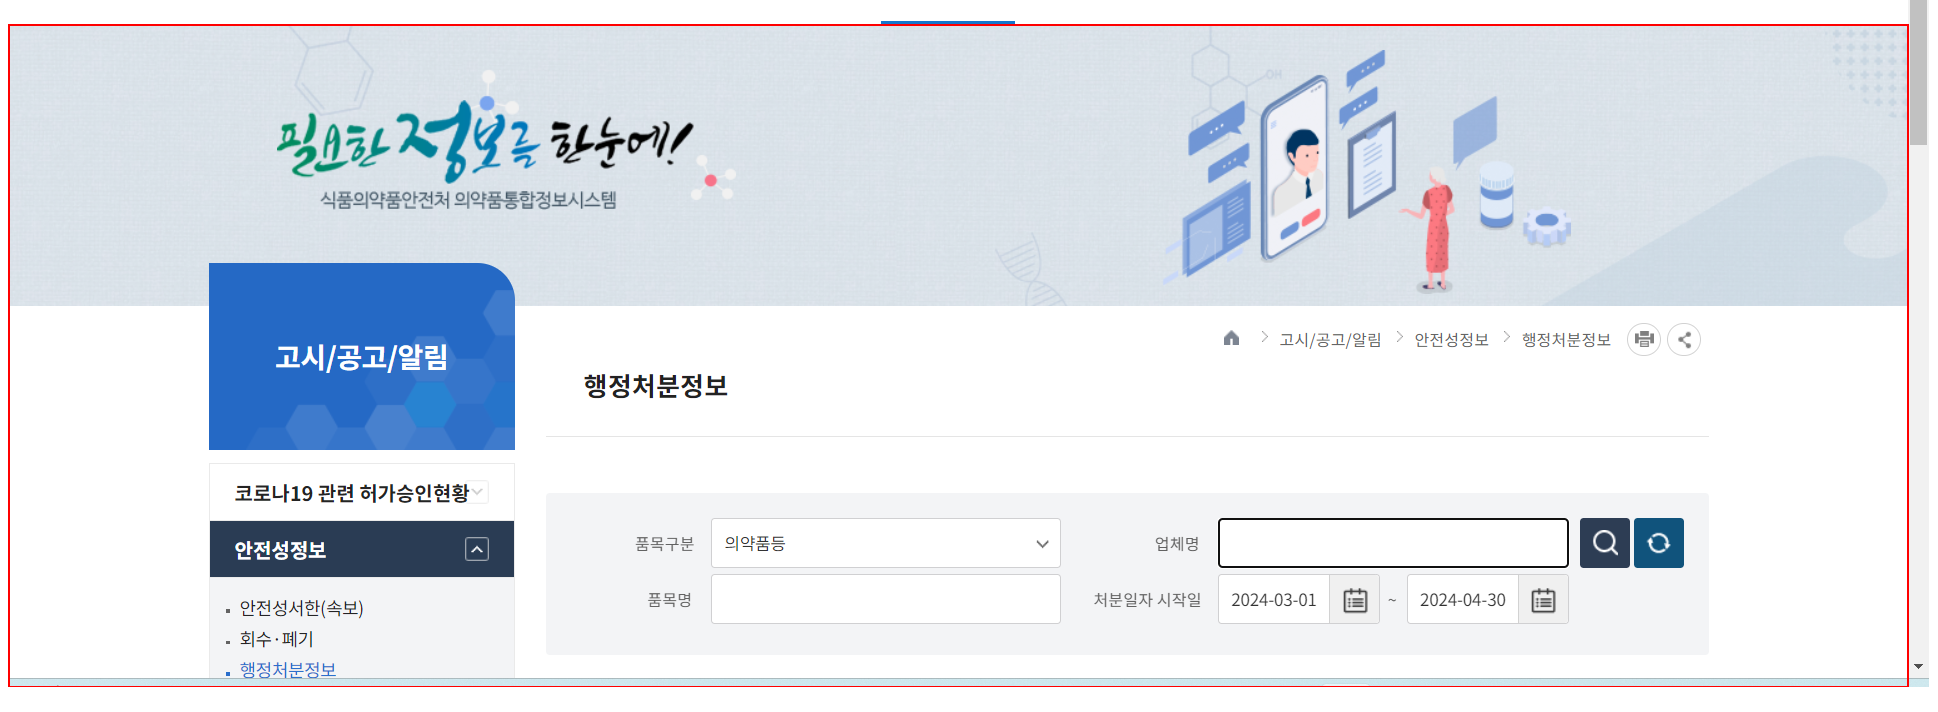 필요한 정보를 한눈에!
식품의약품안전처 의약품통합정보시스템
OH
고시/공고/알림
안전성정보
행정처분정보
고시/공고/알림
행정처분정보
코로나19 관련 허가승인현황
안전성정보
안전성서한(속보)
회수·폐기
행정처분정보
품목구분 의약품등 업체명
품목명 처분일자 시작일 2024-03-01 ~ 2024-04-30